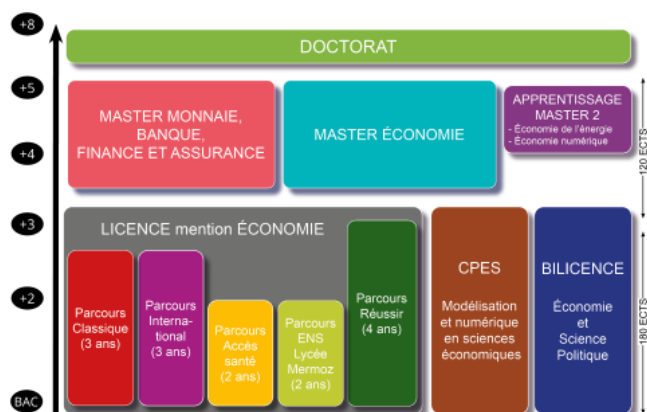 +8
DOCTORAT
+5
MASTER MONNAIE,
BANQUE,
FINANCE ET ASSURANCE
MASTER ÉCONOMIE
APPRENTISSAGE
MASTER 2
- Économie de l'énergie
- Économie numérique
+4
120 ECTS
+3
LICENCE mention ÉCONOMIE
Parcours
Classique
(3 ans)
Parcours
Interna-
tional
(3 ans)
Parcours
Accès
santé
(2 ans)
Parcours
ENS
Lycée
Mermoz
(2 ans)
Parcours
Réussir
(4 ans)
CPES
Modélisation
et numérique
en sciences
économiques
BILICENCE
Économie
et
Science
Politique
+2
180 ECTS
BAC